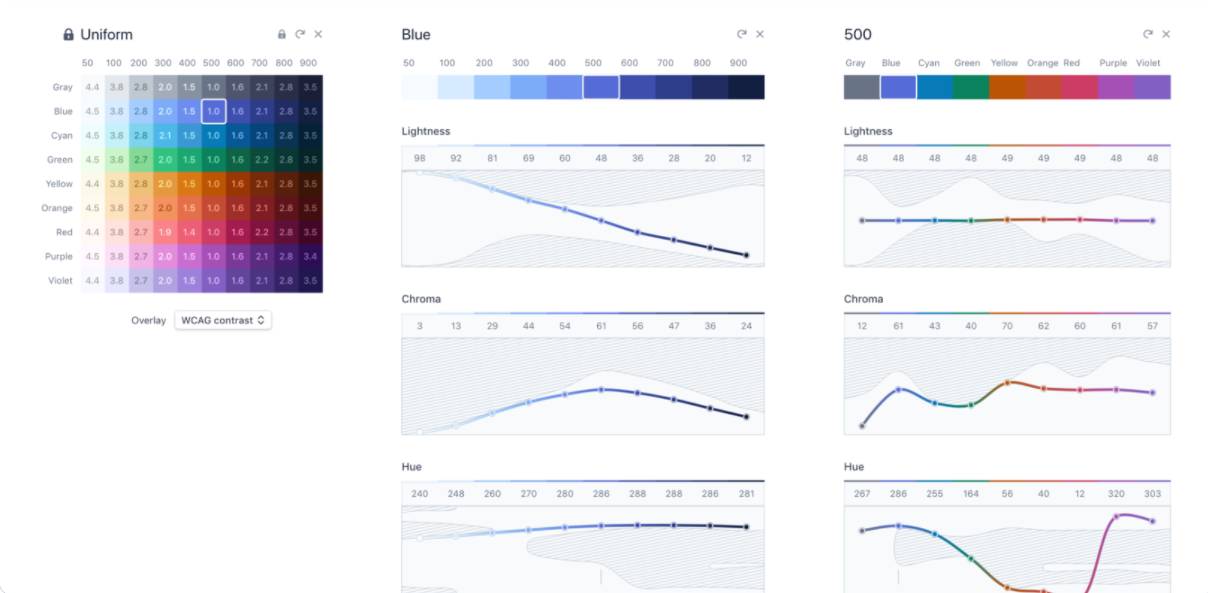 Uniform
50 100 200 300 400 500 600 700 800 900
Gray 4.4 3.8 2.8 2.0 1.5 1.0 1.6 2.1 2.8 3.5
Blue 4.5 3.8 2.8 2.0 1.5 1.0 1.6 2.1 2.8 3.5
Cyan 4.5 3.8 2.8 2.1 1.5 1.0 1.6 2.1 2.8 3.5
Green 4.5 3.8 2.7 2.0 1.5 1.0 1.6 2.2 2.8 3.5
Yellow 4.4 3.8 2.8 2.0 1.5 1.0 1.6 2.1 2.8 3.5
Orange 4.5 3.8 2.7 2.0 1.5 1.0 1.6 2.1 2.8 3.5
Red 4.4 3.8 2.7 1.9 1.4 1.0 1.6 2.2 2.8 3.5
Purple 4.5 3.8 2.7 2.0 1.5 1.0 1.6 2.1 2.8 3.4
Violet 4.4 3.8 2.7 2.0 1.5 1.0 1.6 2.1 2.8 3.5
Overlay WCAG contrast
Blue
50 100 200 300 400 500 600 700 800 900
Lightness
98 92 81 69 60 48 36 28 20 12
Chroma
3 13 29 44 54 61 56 47 36 24
Hue
240 248 260 270 280 286 288 288 286 281
500
Gray Blue Cyan Green Yellow Orange Red Purple Violet
Lightness
48 48 48 48 49 49 49 48 48
Chroma
12 61 43 40 70 62 60 61 57
Hue
267 286 255 164 56 40 12 320 303